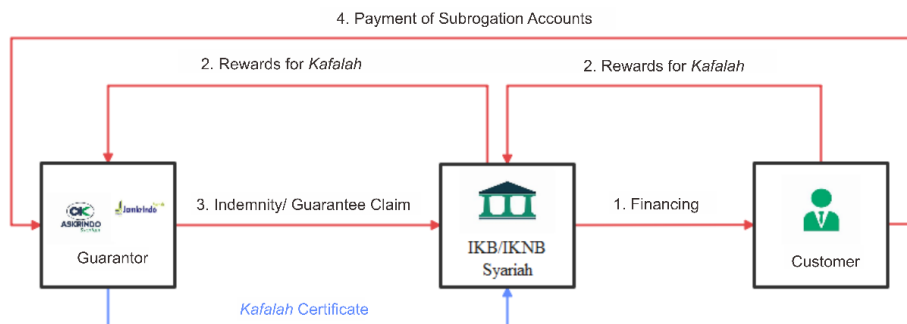 4. Payment of Subrogation Accounts
2. Rewards for Kafalah
2. Rewards for Kafalah
ASKRINDO
Jamkrindo
Guarantor
3. Indemnity/ Guarantee Claim
IKB/IKNB
Syariah
1. Financing
Customer
Kafalah Certificate